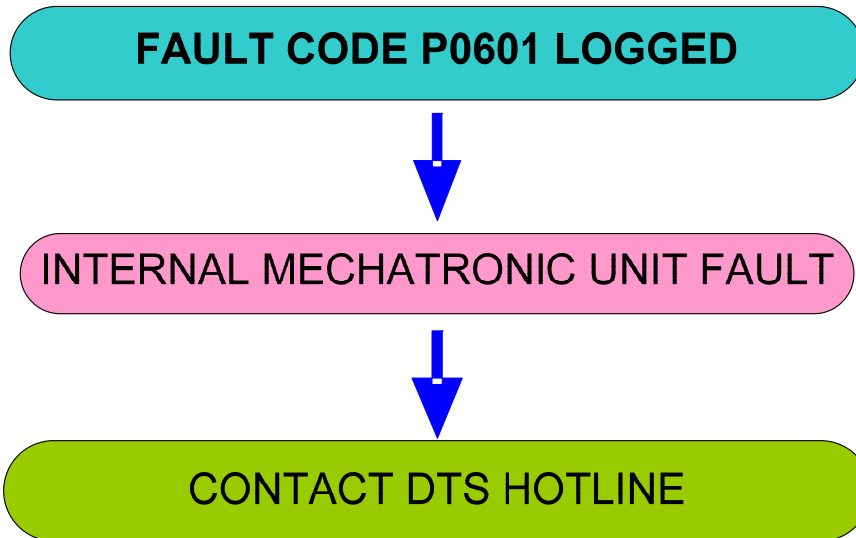 FAULT CODE P0601 LOGGED
INTERNAL MECHATRONIC UNIT FAULT
CONTACT DTS HOTLINE